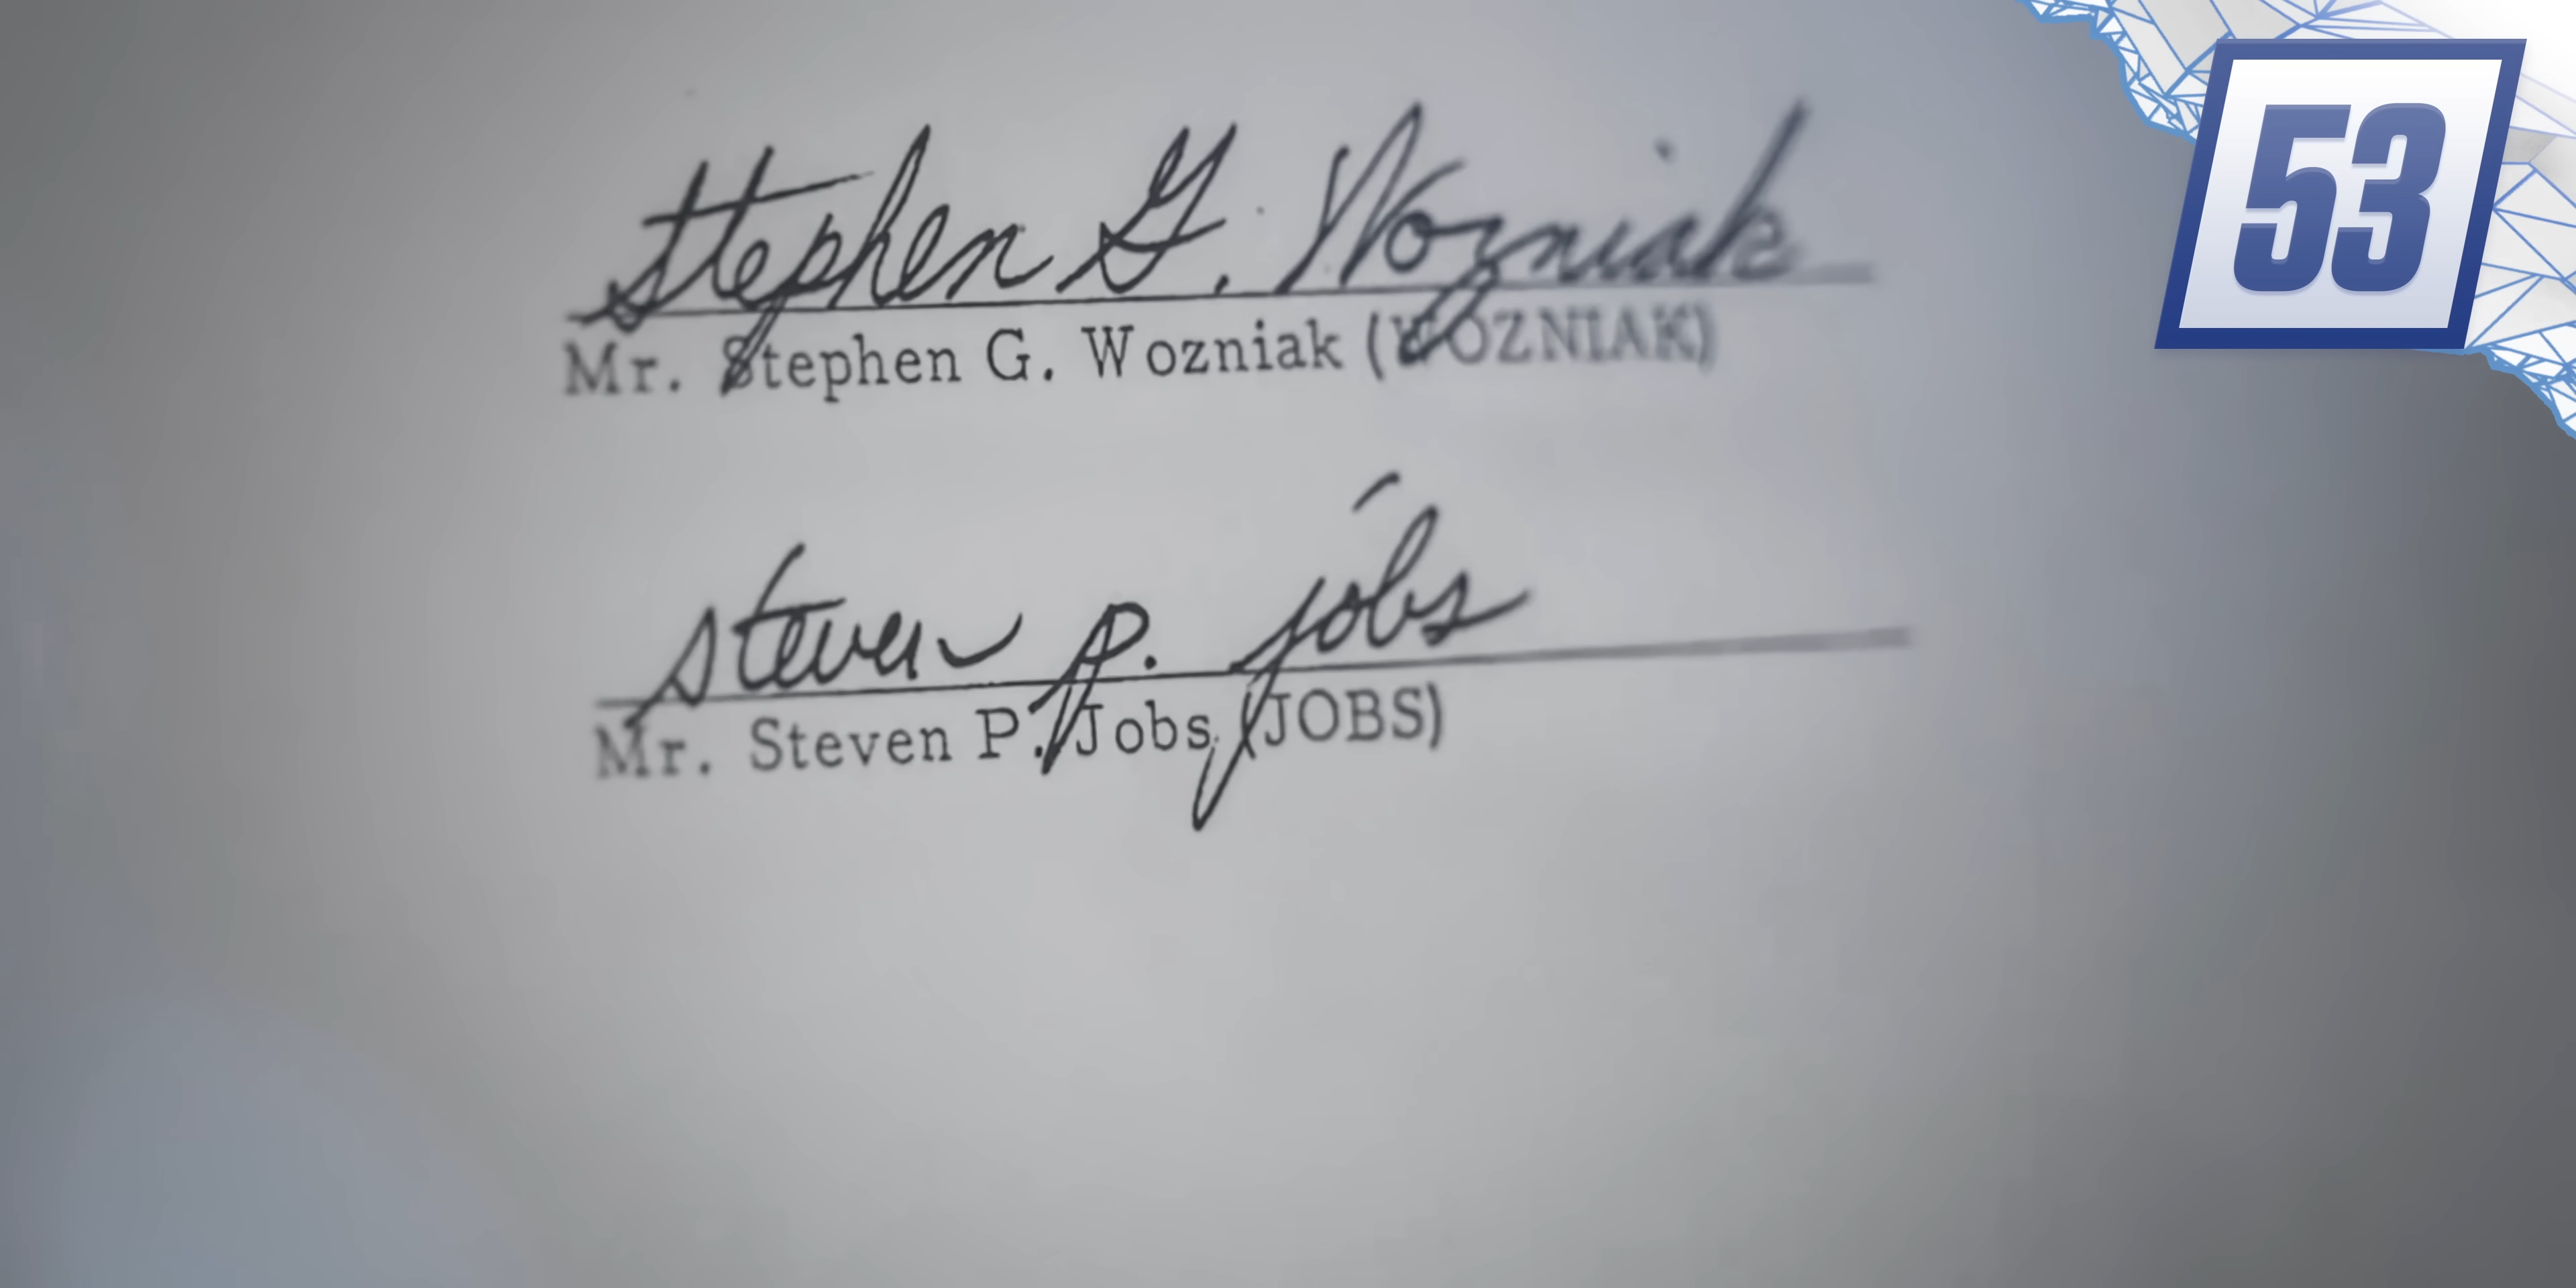 53
Stephen G. Wozniak
Mr. Stephen G. Wozniak (WOZNIAK)
steven p. jobs
Mr. Steven P. Jobs (JOBS)